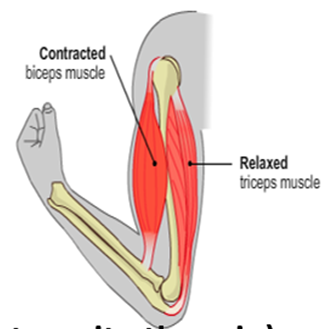 Contracted
biceps muscle
Relaxed
triceps muscle